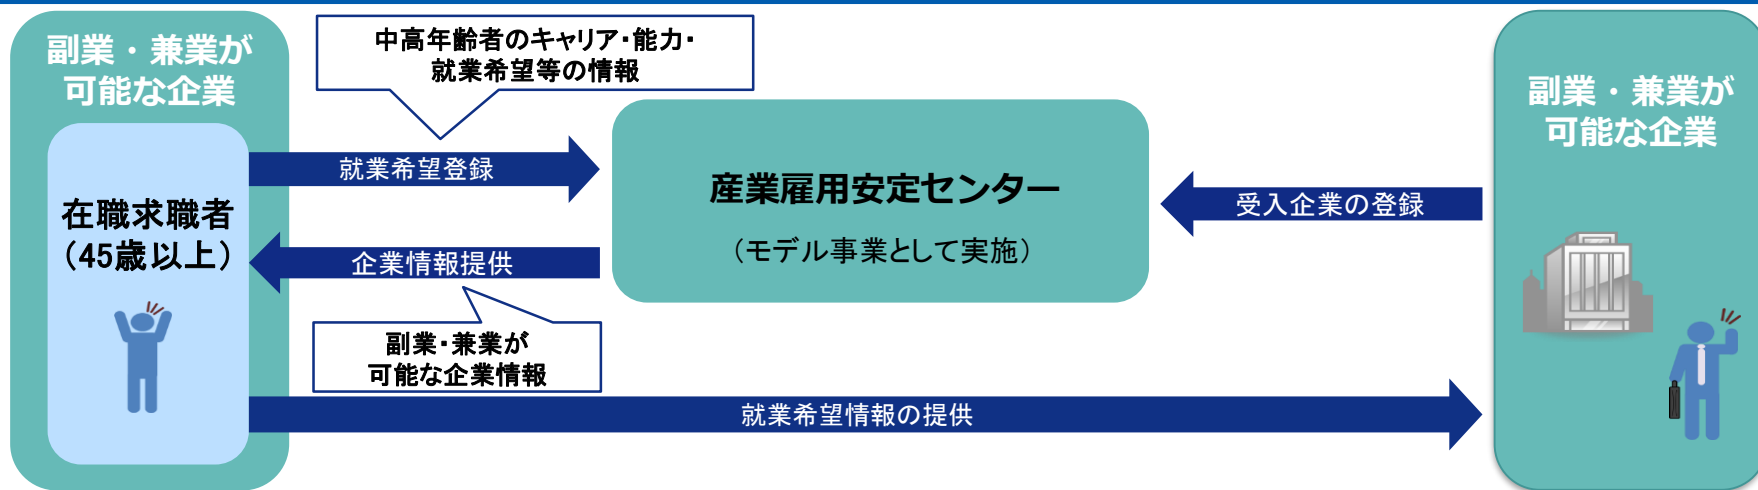 副業・兼業が
可能な企業
中高年齢者のキャリア・能力・
就業希望等の情報
在職求職者
（45歳以上）
就業希望登録
企業情報提供
副業・兼業が
可能な企業情報
産業雇用安定センター
（モデル事業として実施）
受入企業の登録
副業・兼業が
可能な企業
就業希望情報の提供